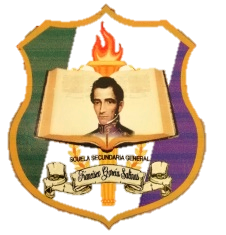 SCUELA SECUNDARIA GENERAL
Francisco García Salinas